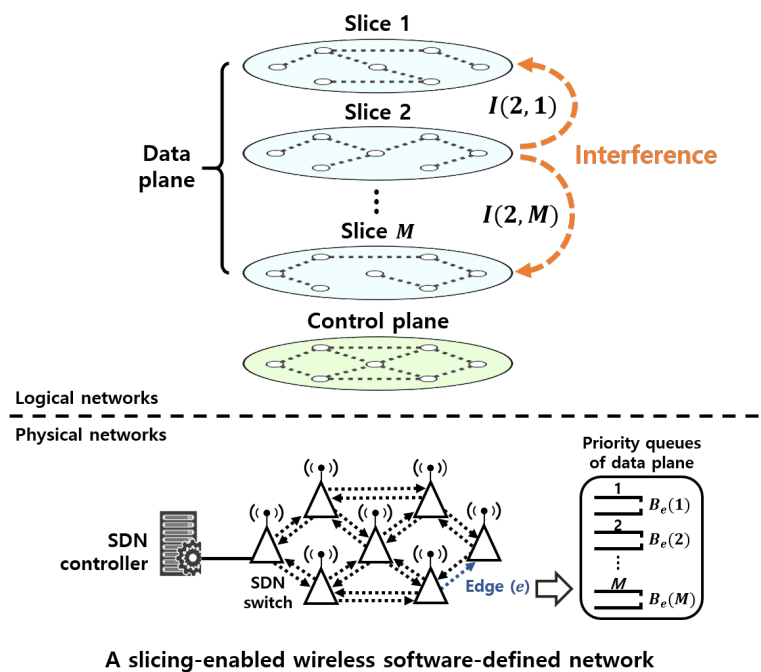 Slice 1
I(2,1)
Slice 2
Data
plane
Interference
⋮
I(2,M)
Slice M
Control plane
Logical networks
Physical networks
Priority queues
of data plane
1
B_e(1)
2
B_e(2)
⋮
M
B_e(M)
SDN
controller
SDN
switch
Edge (e)
A slicing-enabled wireless software-defined network